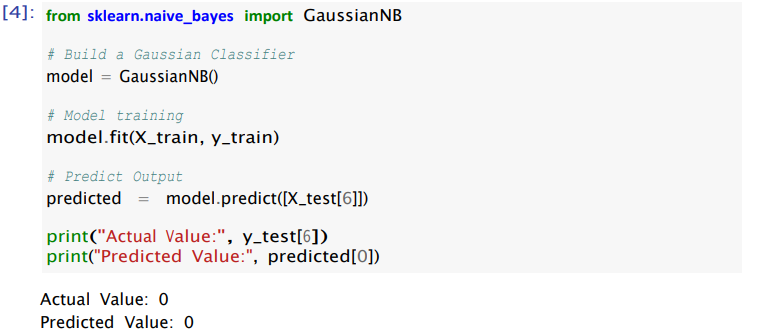 [4]: from sklearn.naive_bayes import GaussianNB
# Build a Gaussian Classifier
model = GaussianNB()
# Model training
model.fit(X_train, y_train)
# Predict Output
predicted = model.predict([X_test[6]])
print("Actual Value:", y_test[6])
print("Predicted Value:", predicted[0])
Actual Value: 0
Predicted Value: 0